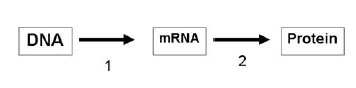 DNA
mRNA
Protein
1
2